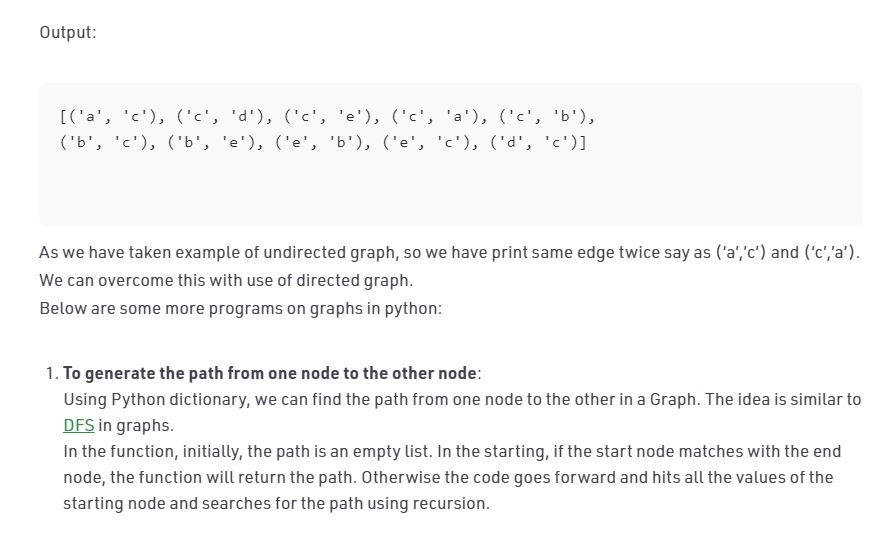 Output:
[('a', 'c'), ('c', 'd'), ('c', 'e'), ('c', 'a'), ('c', 'b'),
('b', 'c'), ('b', 'e'), ('e', 'b'), ('e', 'c'), ('d', 'c')]
As we have taken example of undirected graph, so we have print same edge twice say as (‘a’,’c’) and (‘c’,’a’).
We can overcome this with use of directed graph.
Below are some more programs on graphs in python:
1. To generate the path from one node to the other node:
Using Python dictionary, we can find the path from one node to the other in a Graph. The idea is similar to
DFS in graphs.
In the function, initially, the path is an empty list. In the starting, if the start node matches with the end
node, the function will return the path. Otherwise the code goes forward and hits all the values of the
starting node and searches for the path using recursion.